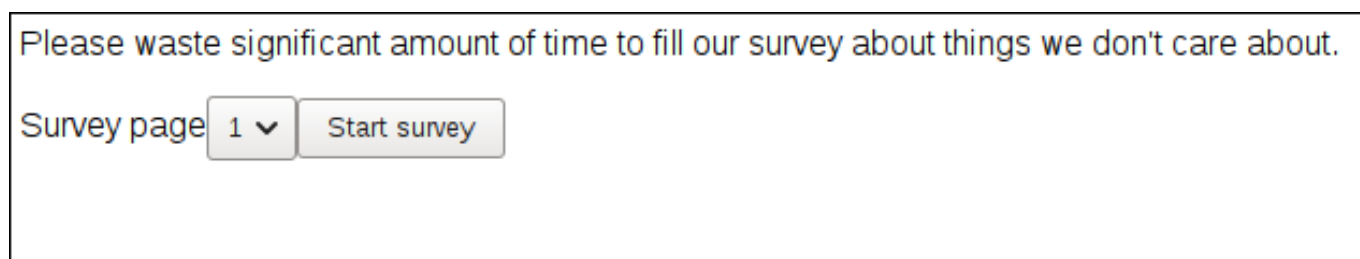 Please waste significant amount of time to fill our survey about things we don't care about.
Survey page 1 Start survey